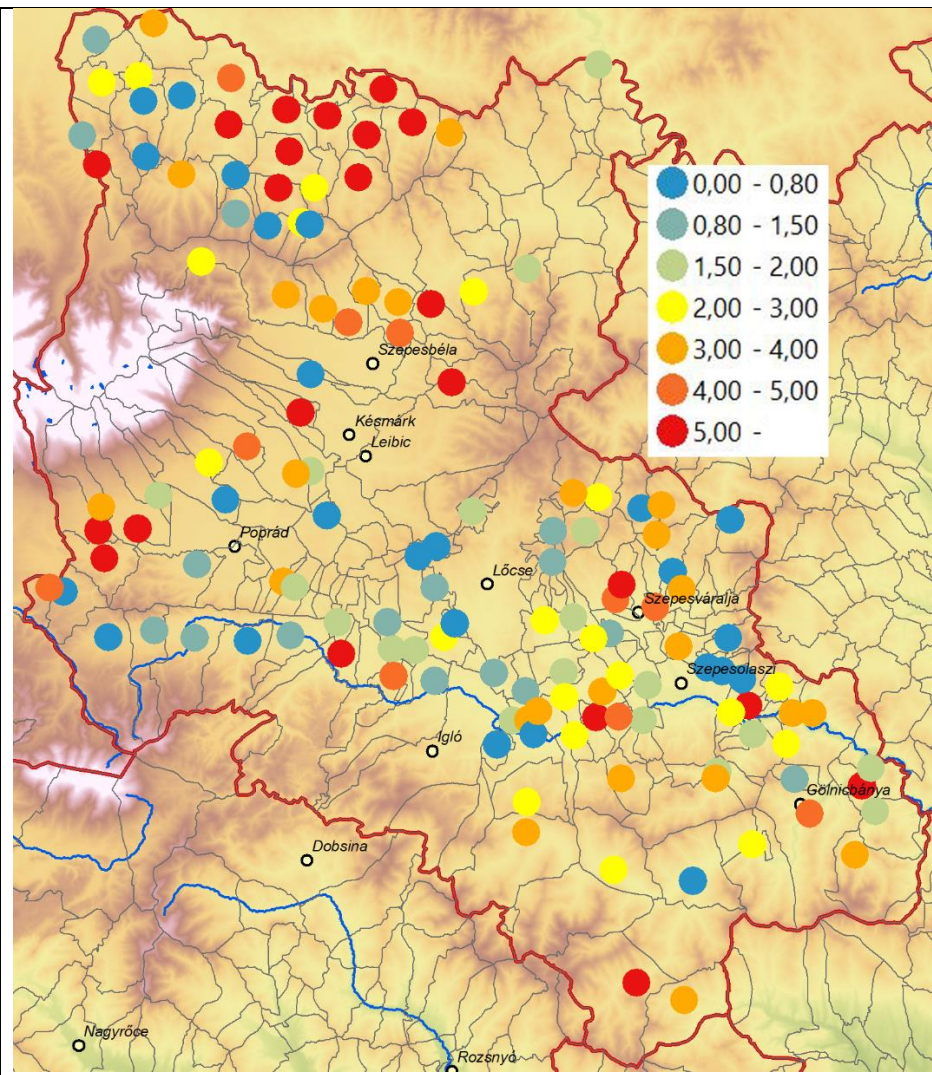 0,00 - 0,80
0,80 - 1,50
1,50 - 2,00
2,00 - 3,00
3,00 - 4,00
4,00 - 5,00
5,00 -
Szepesbéla
Késmárk
Leibic
Poprád
Lőcse
Szepesváralja
Szepesolaszi
Igló
Gölnicbánya
Dobsina
Nagyrőce
Rozsnyó